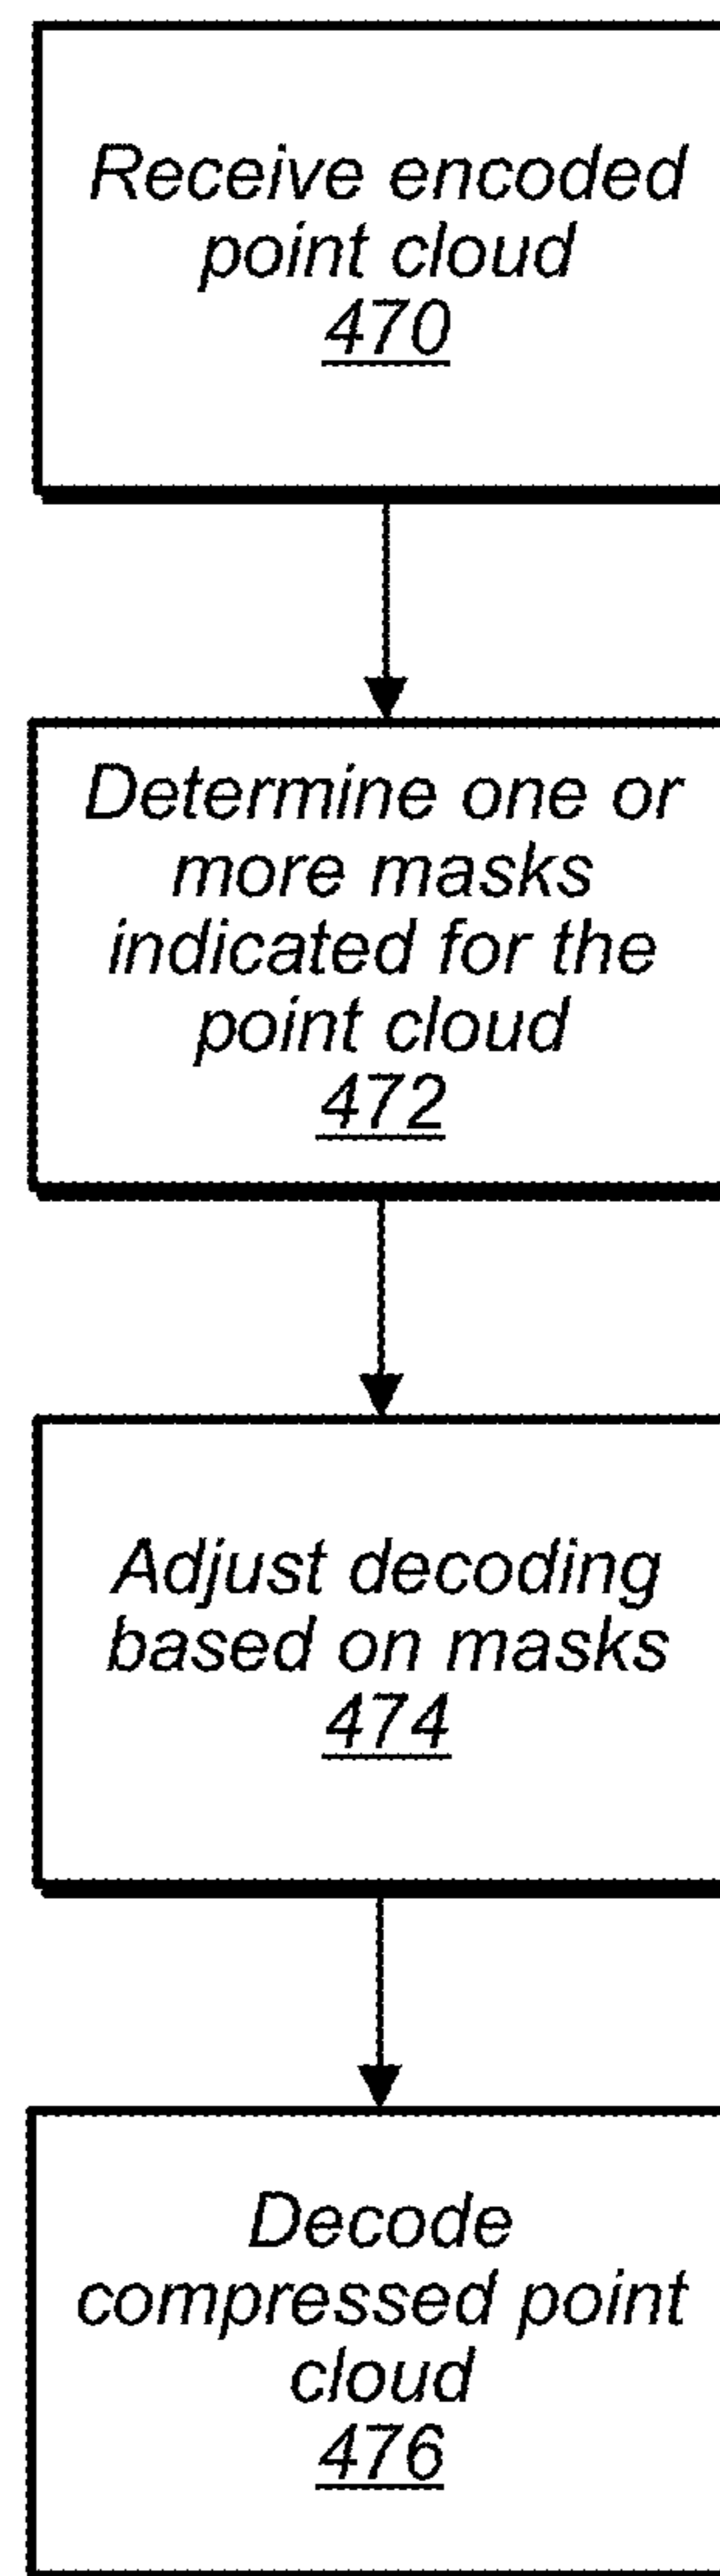 Receive encoded
point cloud
470
Determine one or
more masks
indicated for the
point cloud
472
Adjust decoding
based on masks
474
Decode
compressed point
cloud
476